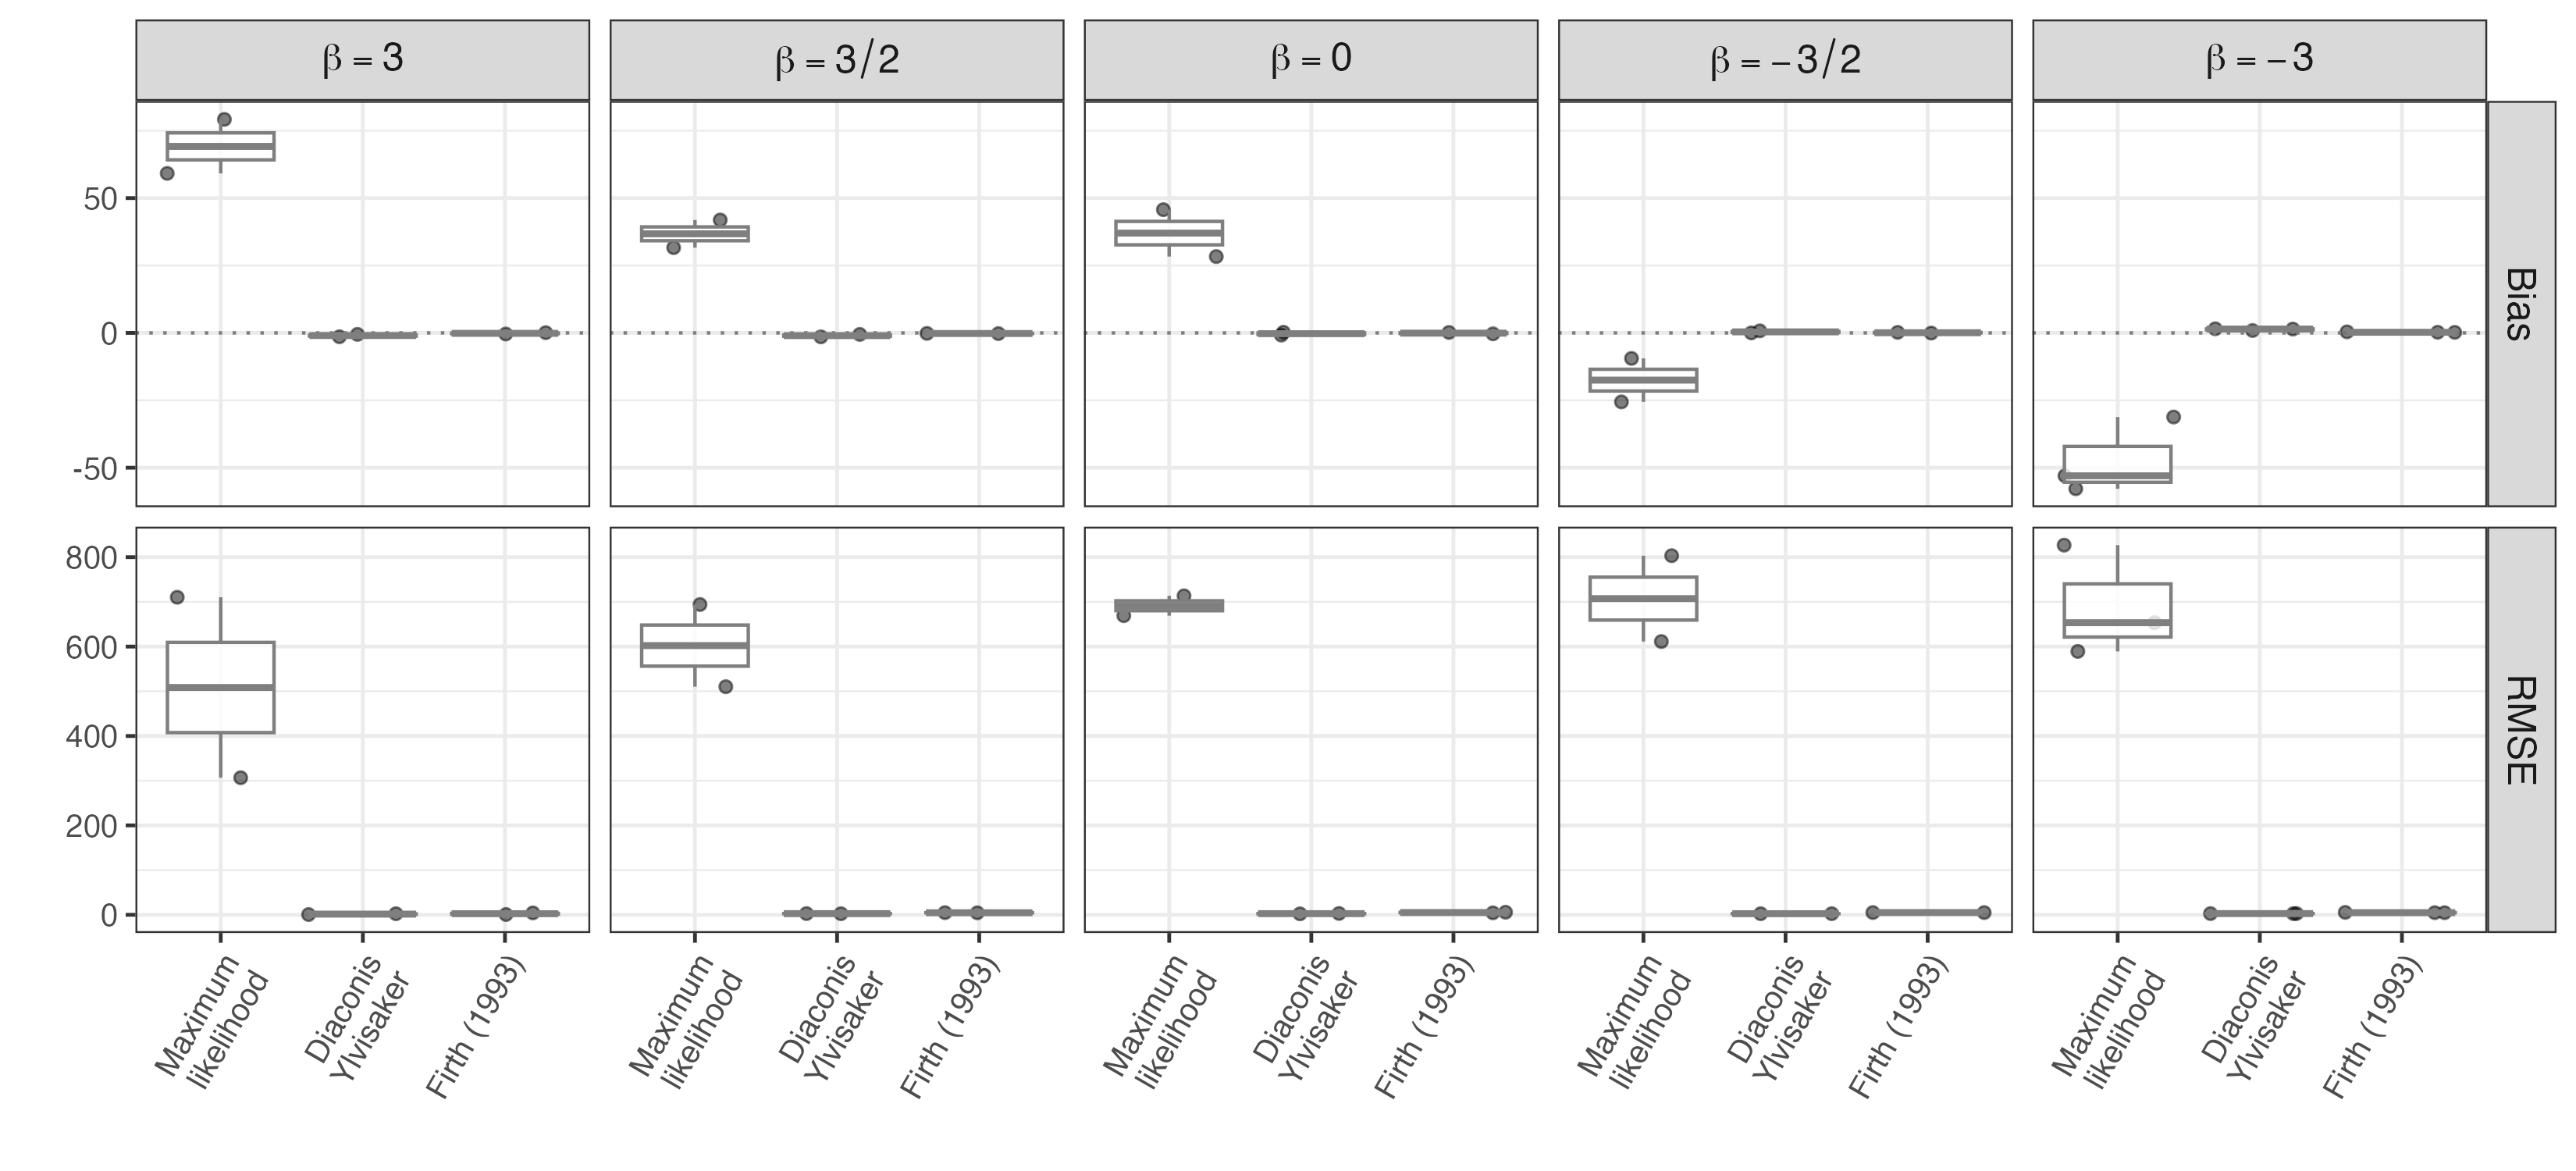 β = 3
β = 3/2
β = 0
β = −3/2
β = −3
50
0
-50
Bias
800
600
400
200
0
RMSE
Maximum
likelihood
Diaconis
Ylvisaker
Firth (1993)
Maximum
likelihood
Diaconis
Ylvisaker
Firth (1993)
Maximum
likelihood
Diaconis
Ylvisaker
Firth (1993)
Maximum
likelihood
Diaconis
Ylvisaker
Firth (1993)
Maximum
likelihood
Diaconis
Ylvisaker
Firth (1993)